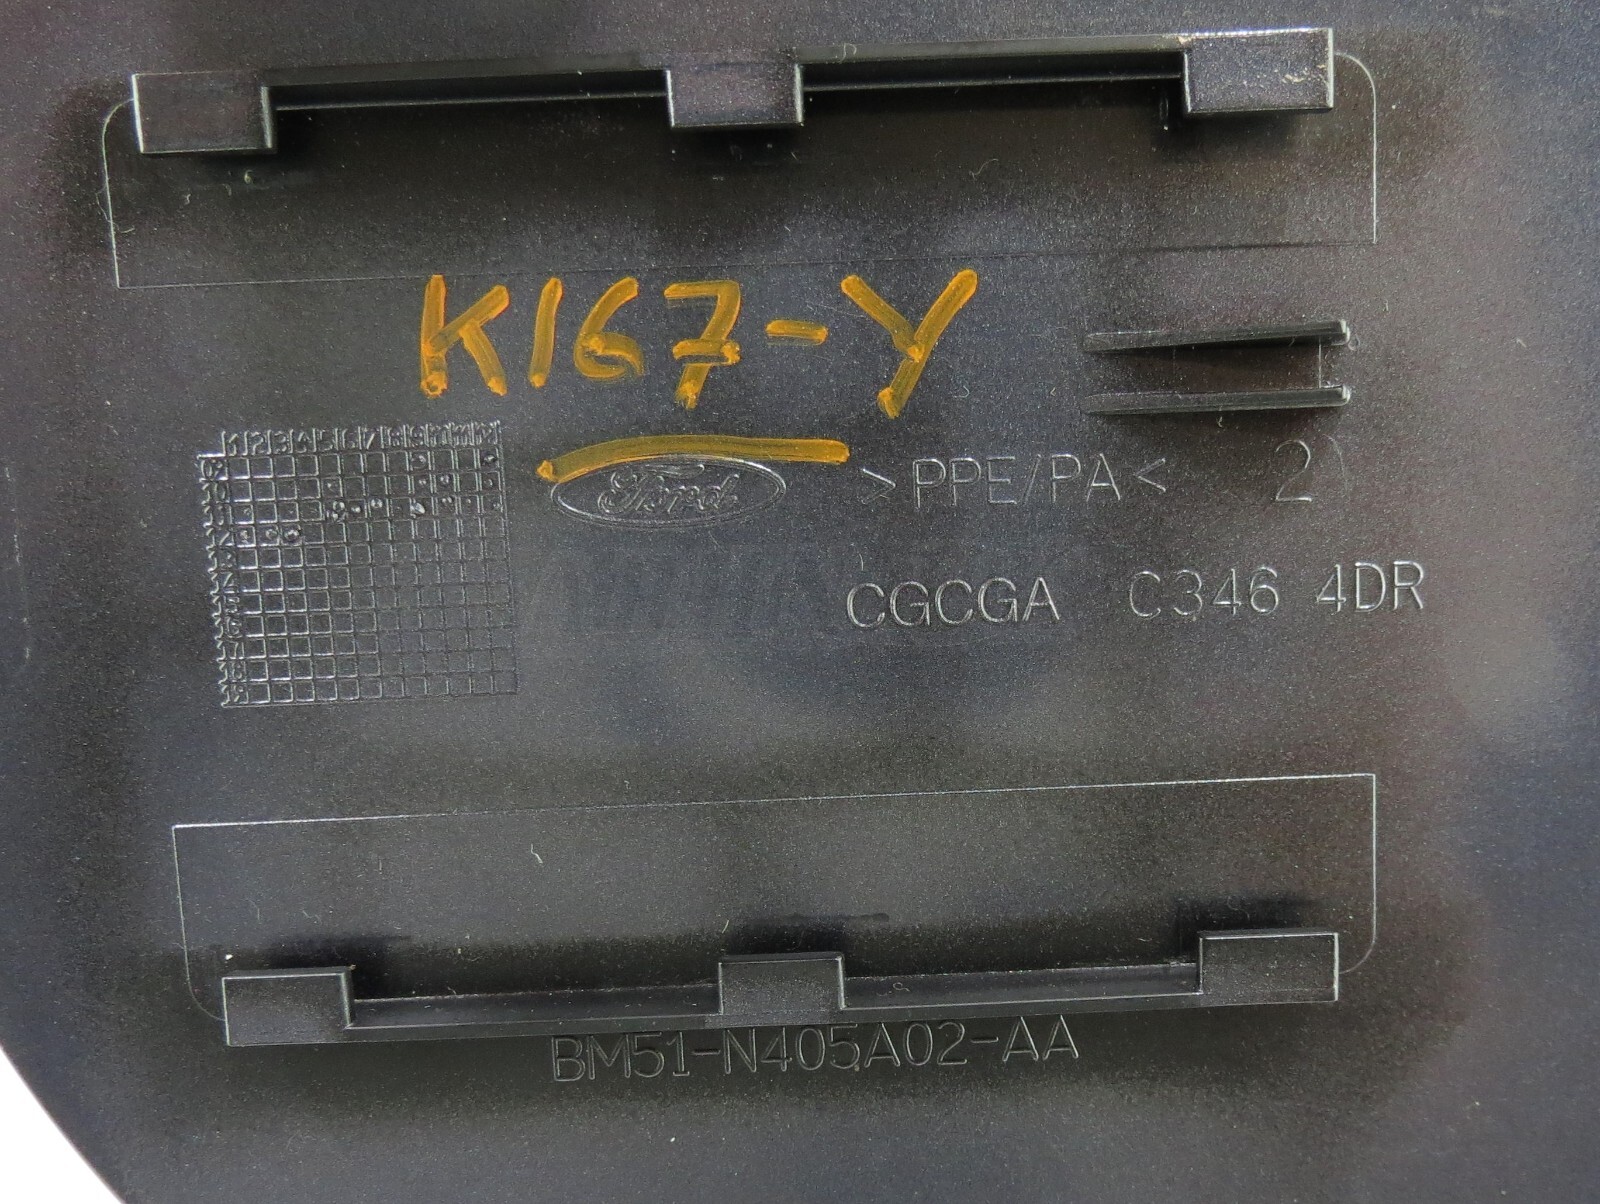 K167-Y
Ford >PPE/PA< 2
CGCGA C346 4DR
BM51-N405A02-AA